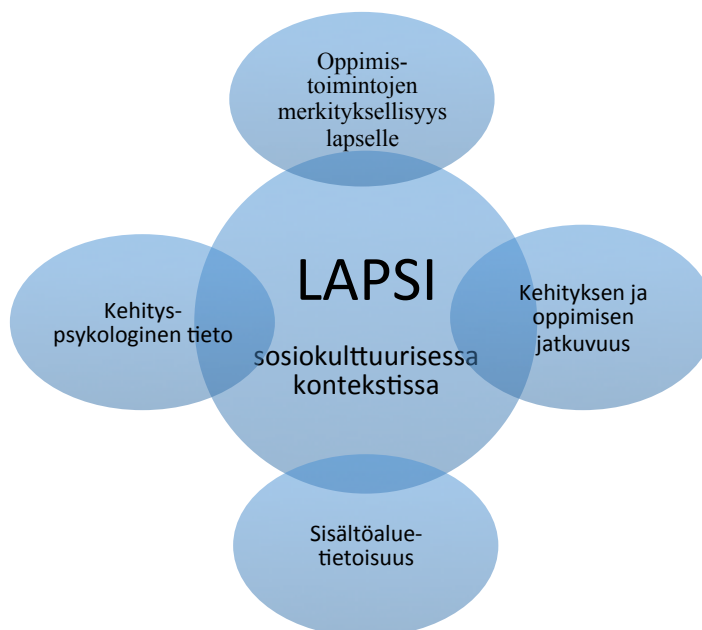 Oppimis-
toimintojen
merkityksellisyys
lapselle
LAPSI
sosiokulttuurisessa
kontekstissa
Kehitys-
psykologinen tieto
Kehityksen ja
oppimisen
jatkuvuus
Sisältöalue-
tietoisuus